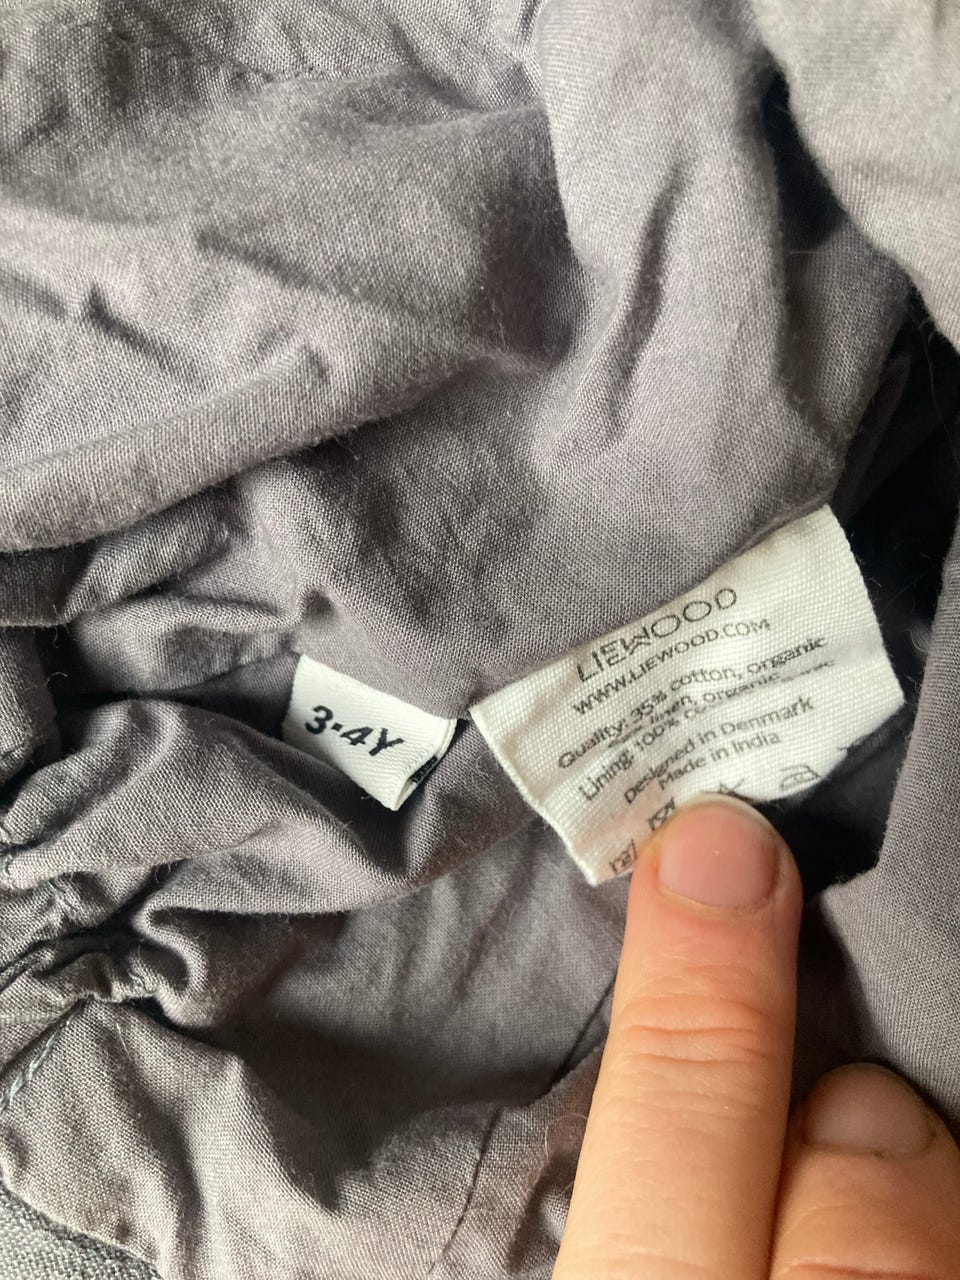 3-4Y
LIEWOOD
WWW.LIEWOOD.COM
Quality: 35% cotton, organic
linen, organic
Lining: 100%
Designed in Denmark
Made in India